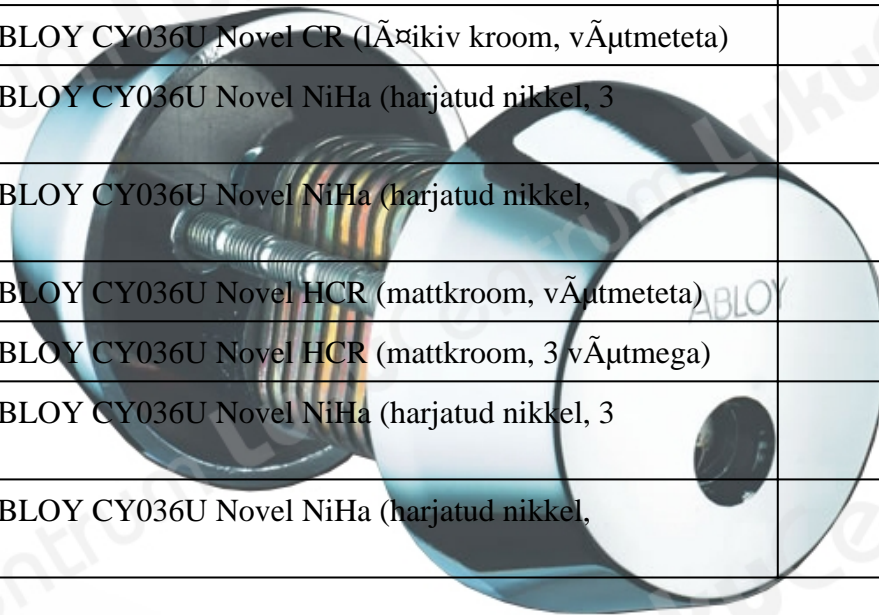 BLOY CY036U Novel CR (lÃ¤ikiv kroom, vÃµtmeteta)
BLOY CY036U Novel NiHa (harjatud nikkel, 3
BLOY CY036U Novel NiHa (harjatud nikkel,
BLOY CY036U Novel HCR (mattkroom, vÃµtmeteta)
ABLOY
BLOY CY036U Novel HCR (mattkroom, 3 vÃµtmega)
BLOY CY036U Novel NiHa (harjatud nikkel, 3
BLOY CY036U Novel NiHa (harjatud nikkel,